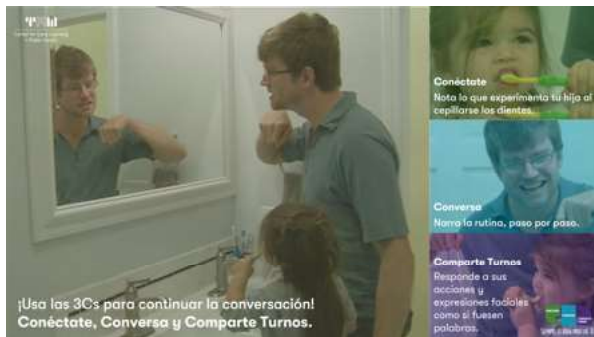 TMW
Conéctate
Nota lo que experimenta tu hija al
cepillarse los dientes.
Conversa
Narra la rutina, paso por paso.
Comparte Turnos
Responde a sus
acciones y
expresiones faciales
como si fuesen
palabras.
¡Usa las 3Cs para continuar la conversación!
Conéctate, Conversa y Comparte Turnos.